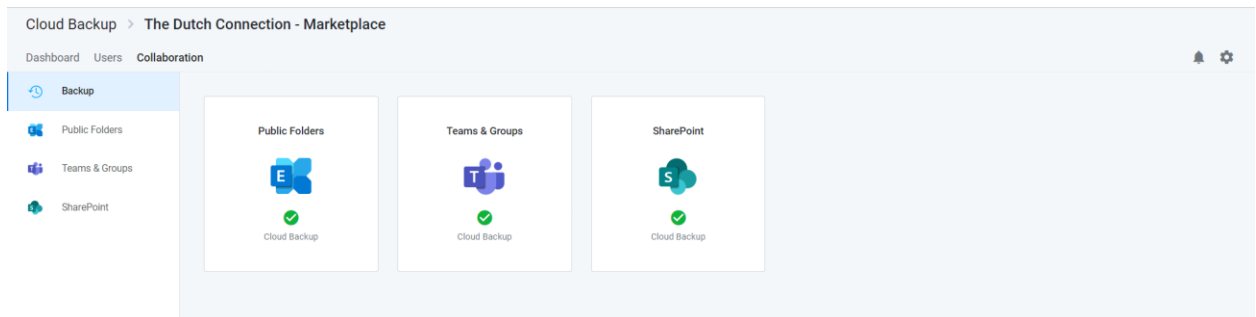 Cloud Backup > The Dutch Connection - Marketplace
Dashboard Users Collaboration
Backup
Public Folders
Teams & Groups
SharePoint
Public Folders
E
Cloud Backup
Teams & Groups
T
Cloud Backup
SharePoint
S
Cloud Backup